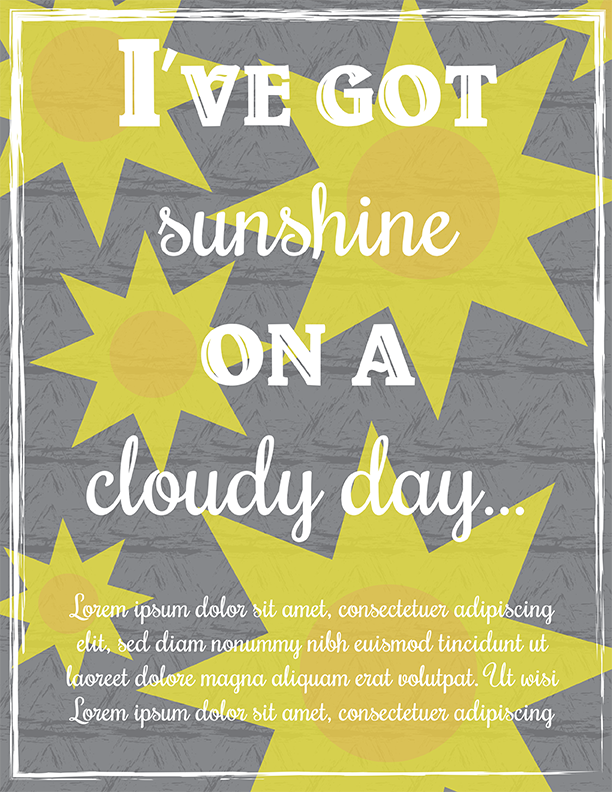 I'VE GOT
sunshine
ON A
cloudy day...
Lorem ipsum dolor sit amet, consectetuer adipiscing
elit, sed diam nonummy nibh euismod tincidunt ut
laoreet dolore magna aliquam erat volutpat. Ut wisi
Lorem ipsum dolor sit amet, consectetuer adipiscing